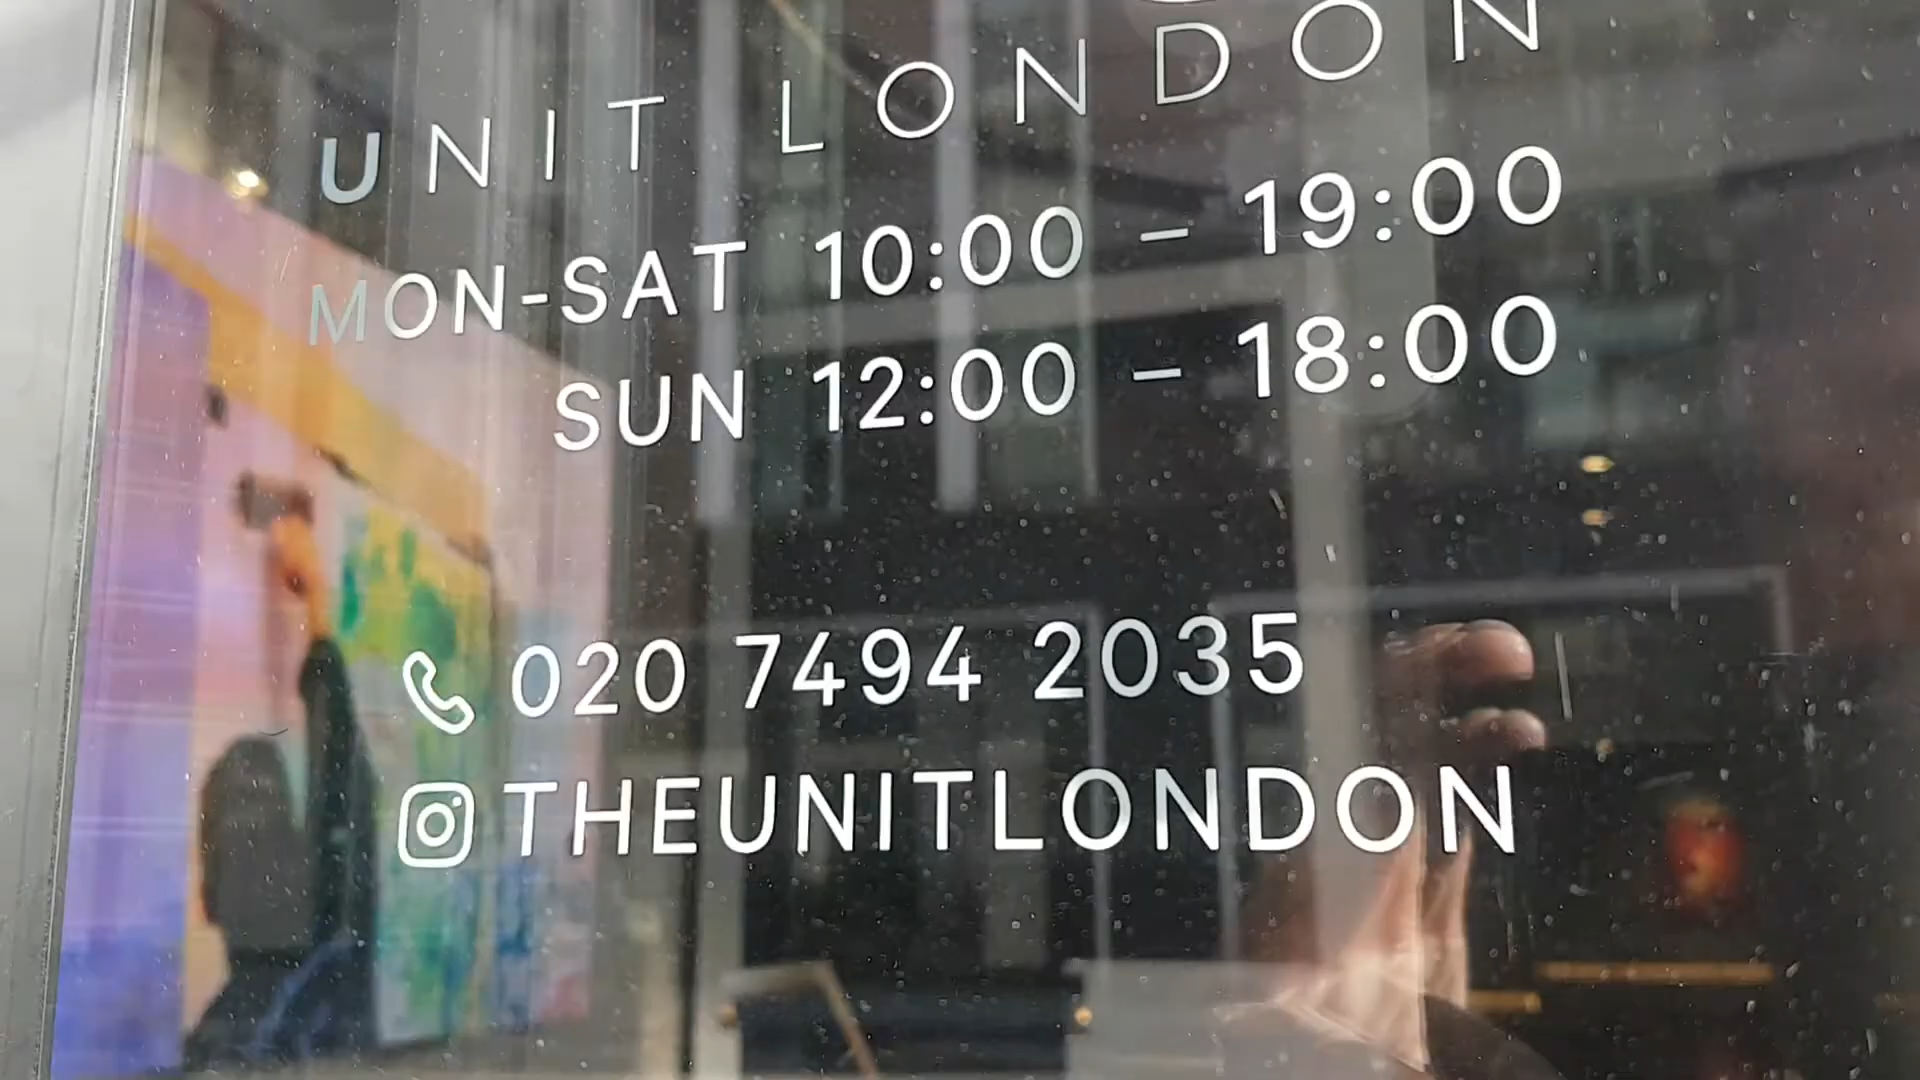 UNIT LONDON
MON-SAT 10:00 – 19:00
SUN 12:00 – 18:00
020 7494 2035
THEUNITLONDON